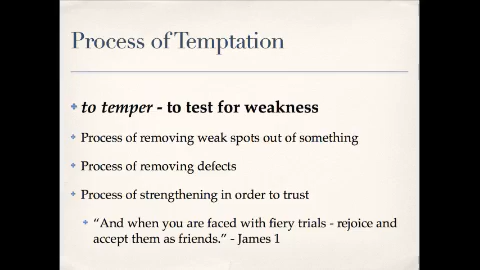 Process of Temptation
to temper - to test for weakness
Process of removing weak spots out of something
Process of removing defects
Process of strengthening in order to trust
“And when you are faced with fiery trials - rejoice and
accept them as friends.” - James 1